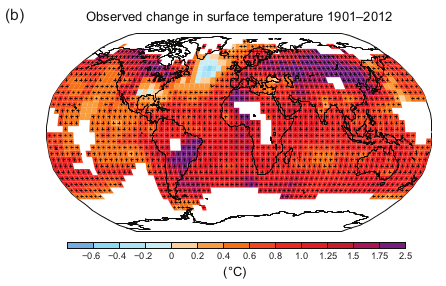 (b)
Observed change in surface temperature 1901–2012
−0.6 −0.4 −0.2 0 0.2 0.4 0.6 0.8 1.0 1.25 1.5 1.75 2.5
(°C)